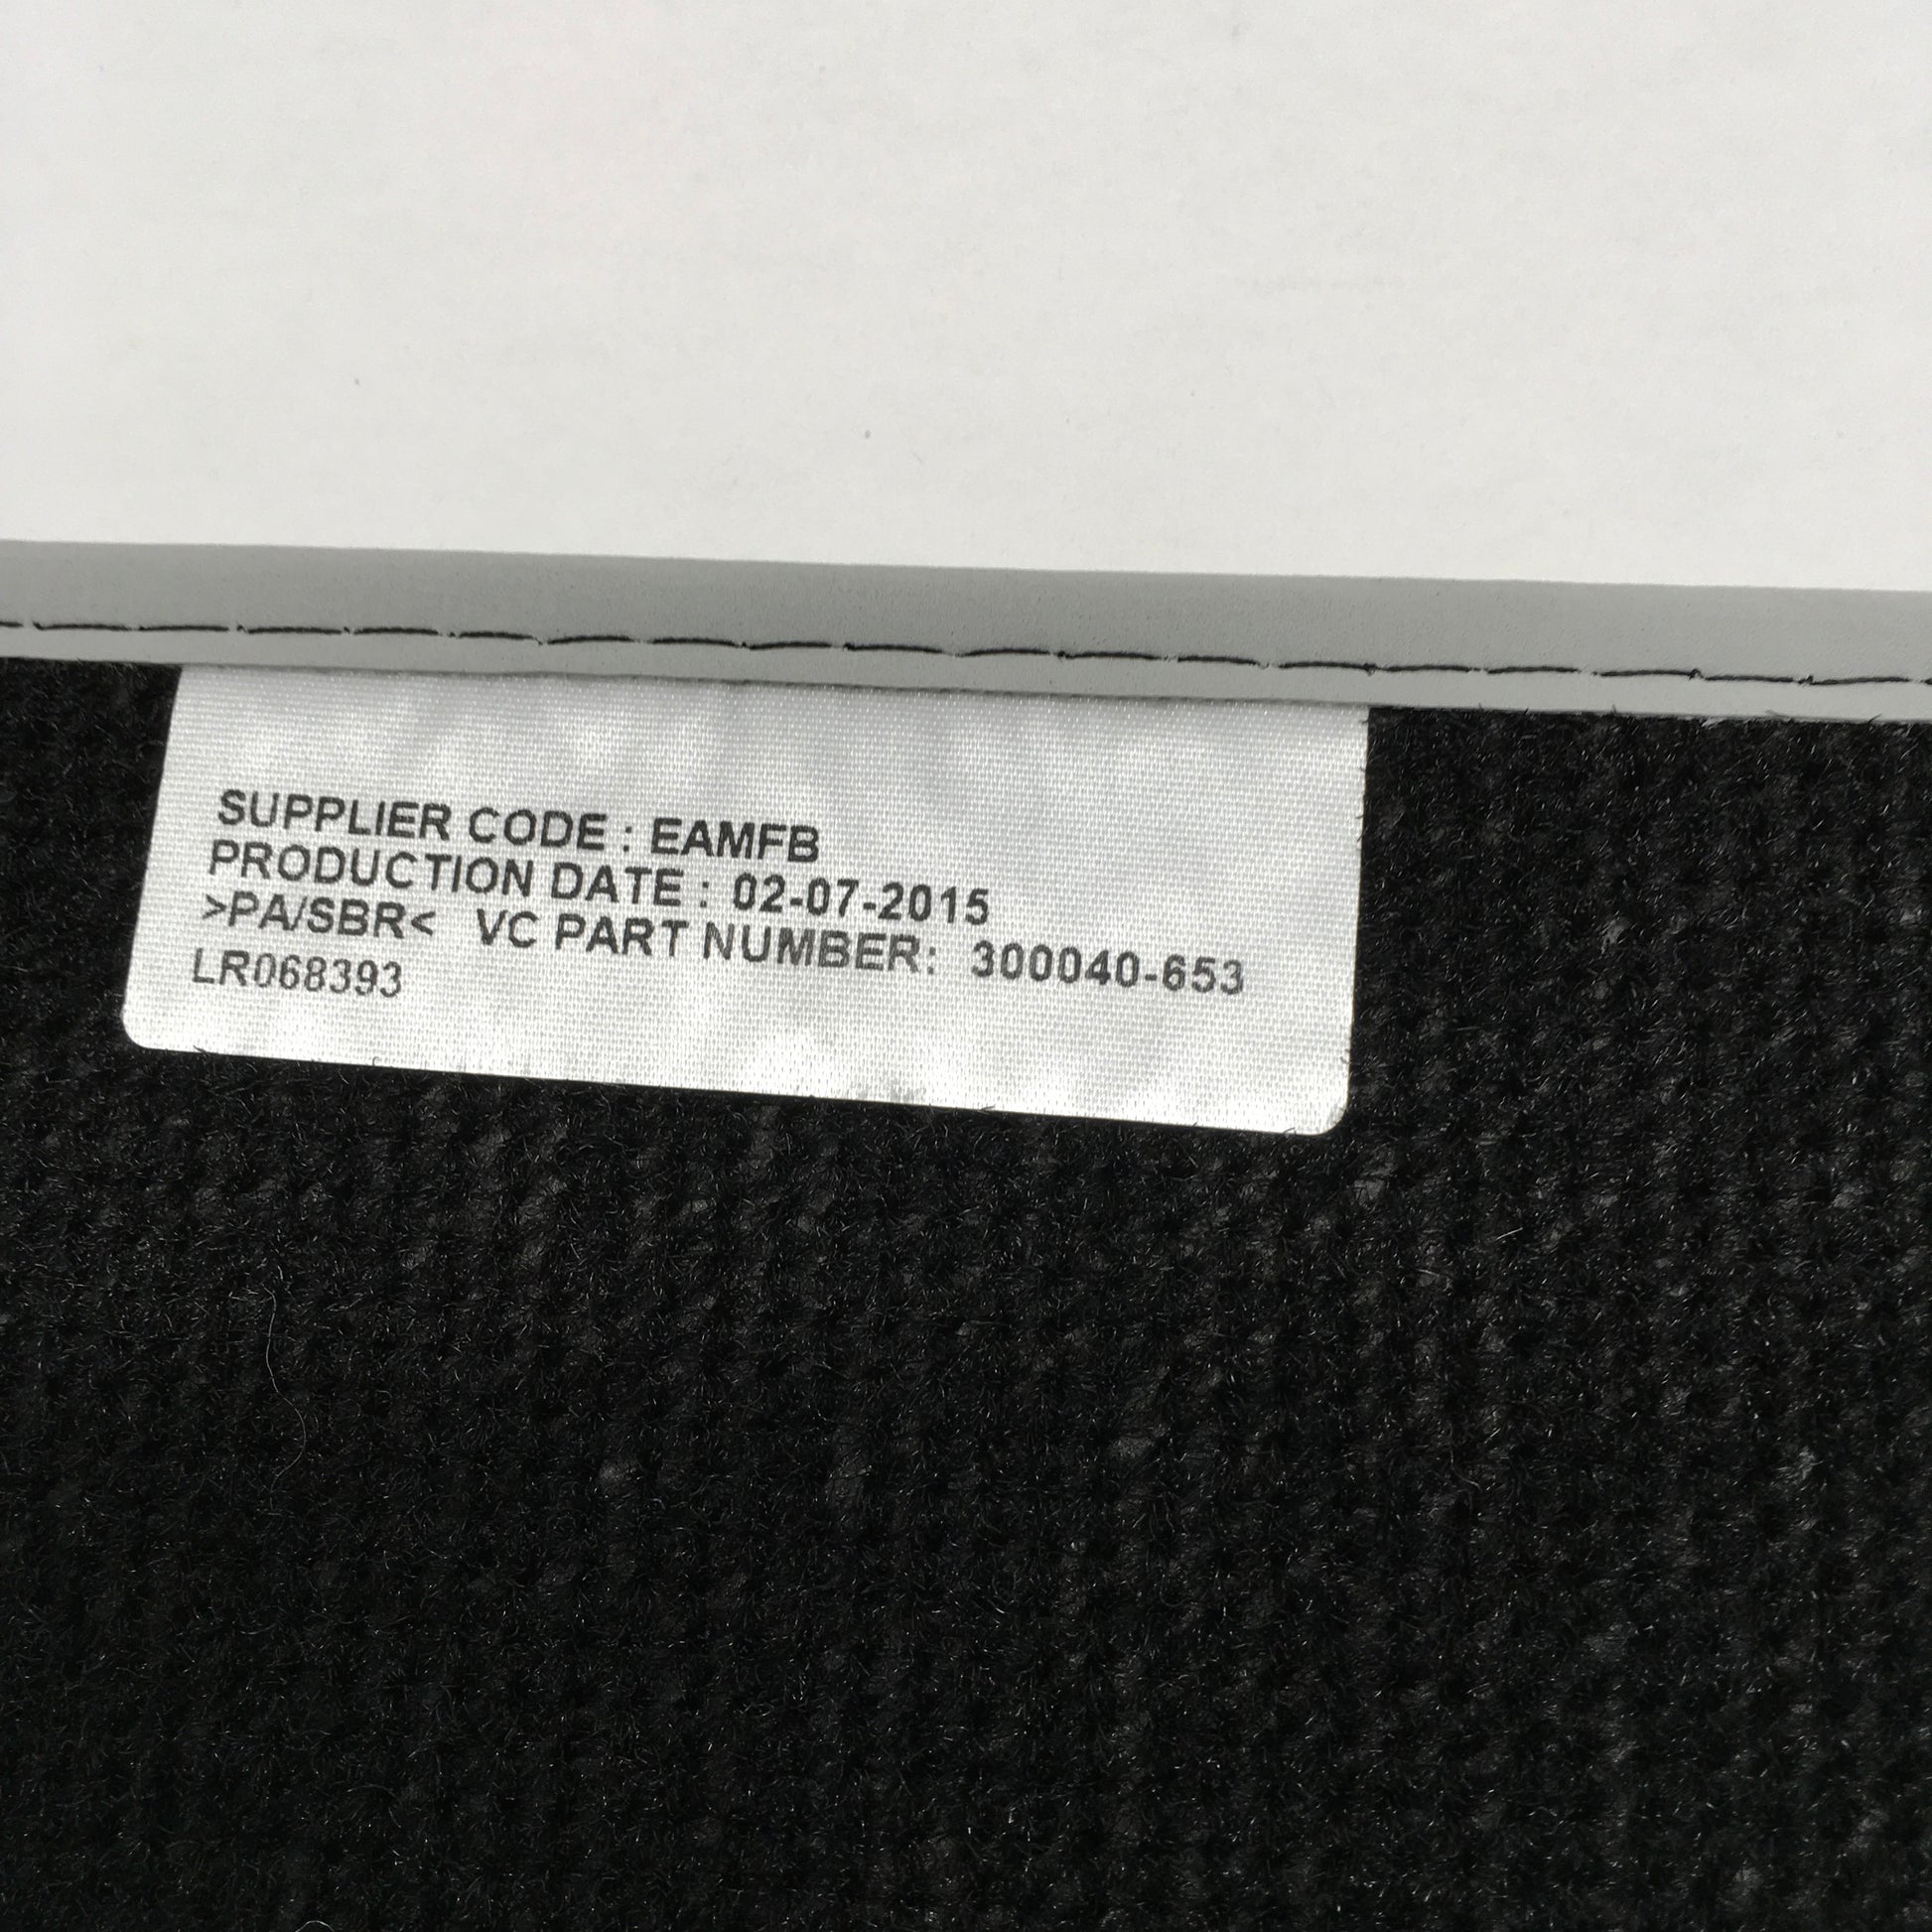 SUPPLIER CODE : EAMFB
PRODUCTION DATE : 02-07-2015
>PA/SBR< VC PART NUMBER: 300040-653
LR068393